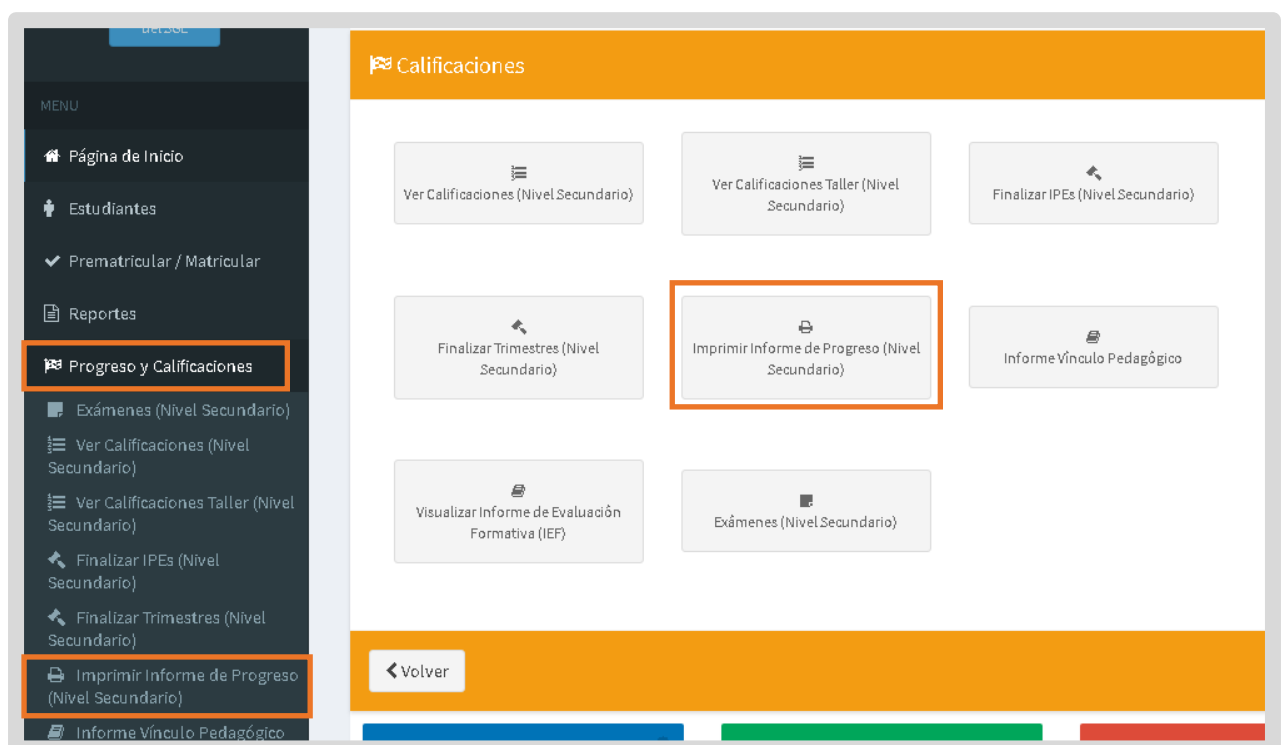 del SGE
Calificaciones
MENU
Página de Inicio
Estudiantes
Prematricular / Matricular
Reportes
Progreso y Calificaciones
Exámenes (Nivel Secundario)
Ver Calificaciones (Nivel
Secundario)
Ver Calificaciones Taller (Nivel
Secundario)
Finalizar IPEs (Nivel
Secundario)
Finalizar Trimestres (Nivel
Secundario)
Imprimir Informe de Progreso
(Nivel Secundario)
Informe Vínculo Pedagógico
Ver Calificaciones (Nivel Secundario)
Ver Calificaciones Taller (Nivel
Secundario)
Finalizar IPEs (Nivel Secundario)
Finalizar Trimestres (Nivel
Secundario)
Imprimir Informe de Progreso (Nivel
Secundario)
Informe Vínculo Pedagógico
Visualizar Informe de Evaluación
Formativa (IEF)
Exámenes (Nivel Secundario)
Volver